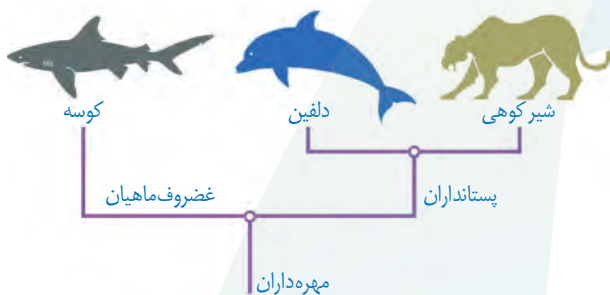 شیر کوهی
دلفین
کوسه
پستانداران
غضروف‌ماهیان
مهره‌داران